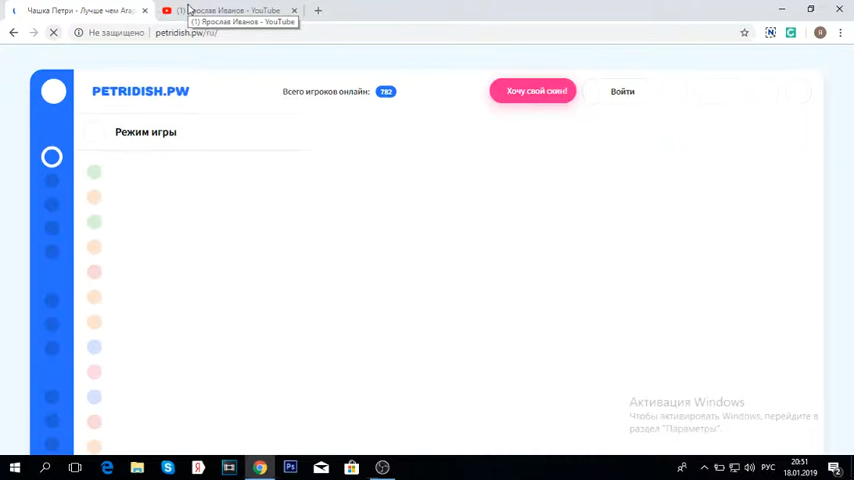 Чашка Петри - Лучше чем Агар
(1) Ярослав Иванов - YouTube
(1) Ярослав Иванов - YouTube
Не защищено
petridish.pw/ru/
PETRIDISH.PW
Всего игроков онлайн: 782
Хочу свой скин!
Войти
Режим игры
Активация Windows
Чтобы активировать Windows, перейдите в
раздел "Параметры".
РУС
20:51
18.01.2019